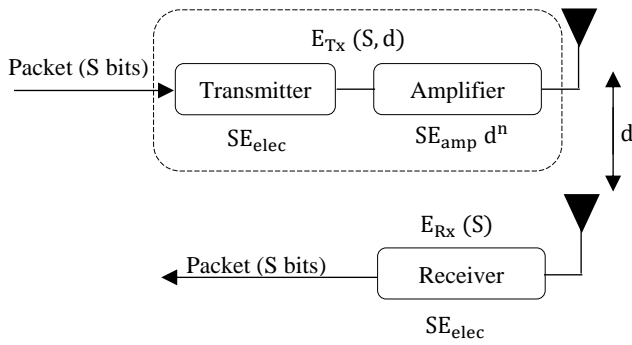 E_Tx (S, d)
Packet (S bits)
Transmitter
Amplifier
SE_elec
SE_amp d^n
d
E_Rx (S)
Packet (S bits)
Receiver
SE_elec